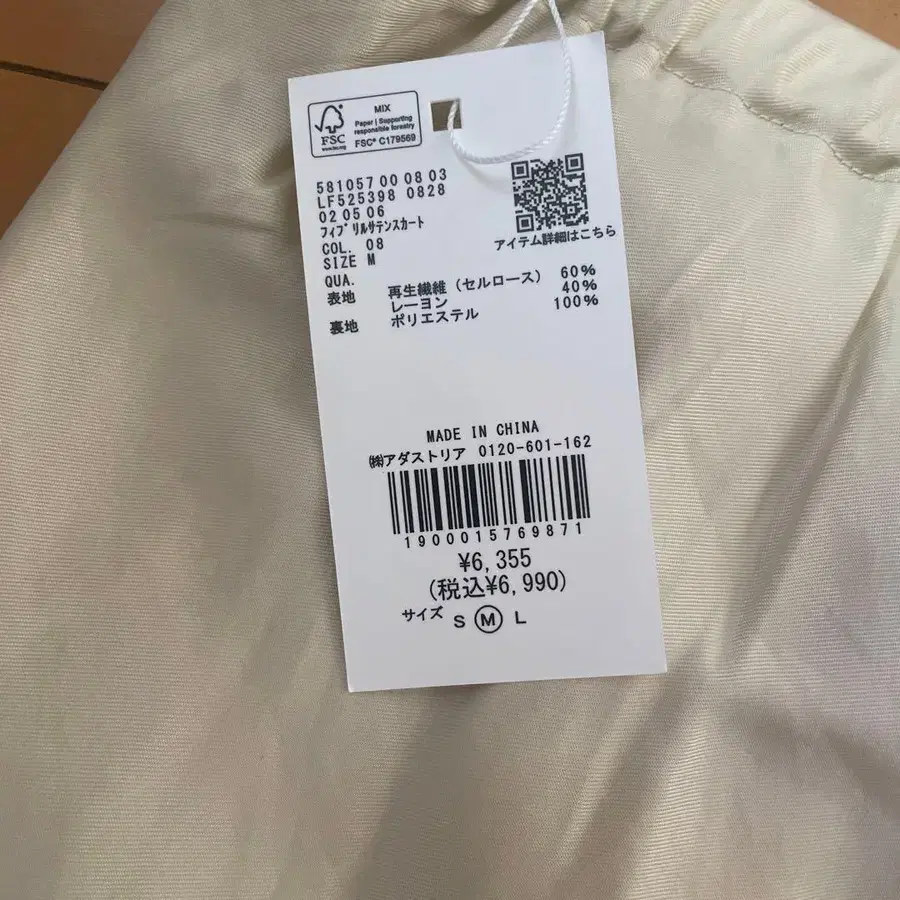 FSC
www.fsc.org
MIX
Paper | Supporting
responsible forestry
FSC® C179569
581057 00 08 03
LF525398 0828
02 05 06
フィブリルサテンスカート
COL. 08
SIZE M
QUA.
表地 再生繊維(セルロース) 60%
レーヨン 40%
裏地 ポリエステル 100%
アイテム詳細はこちら
MADE IN CHINA
㈱アダストリア 0120-601-162
1900015769871
¥6,355
(税込¥6,990)
サイズ S M L